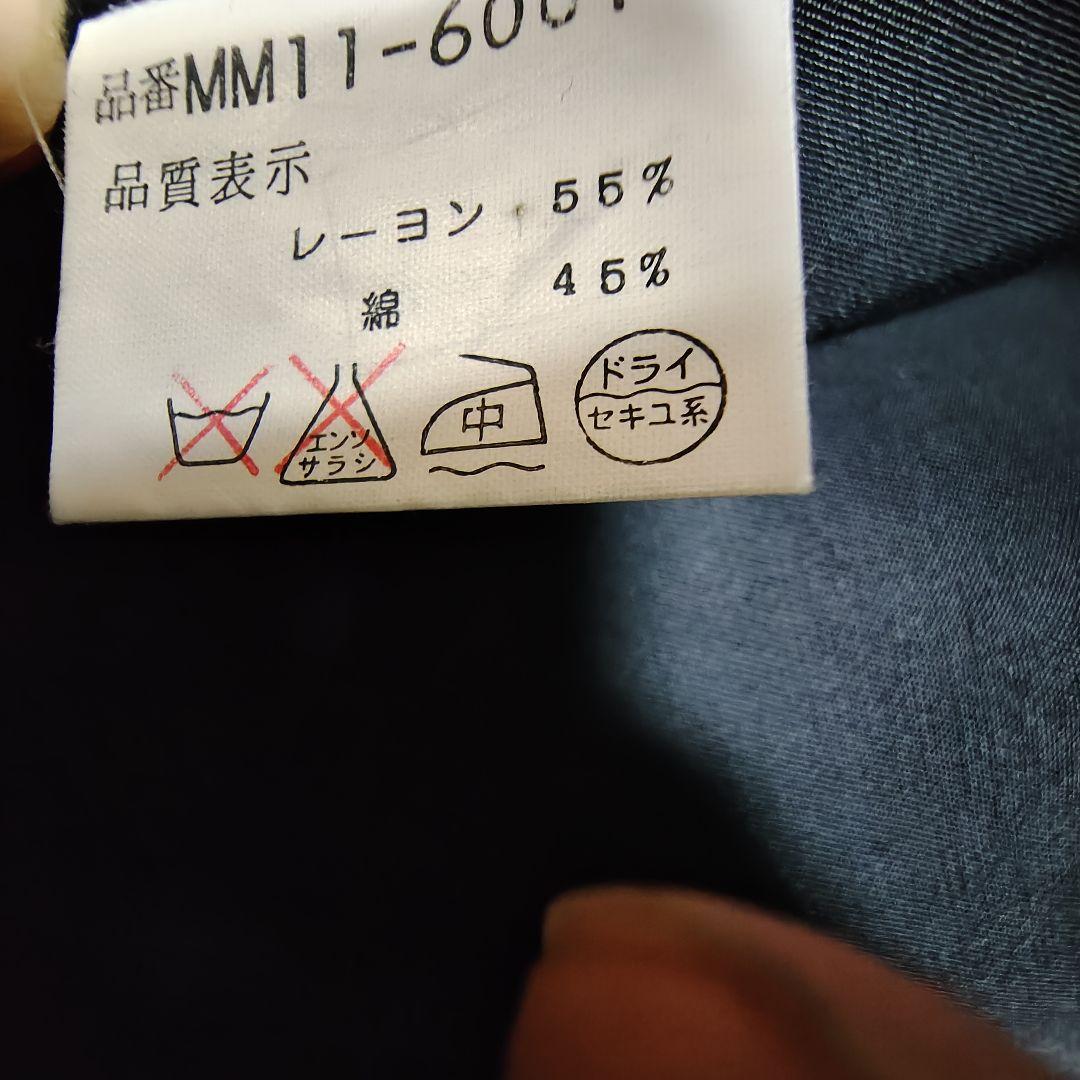 品番MM11-6001
品質表示
レーヨン 55%
綿 45%
エンソ
サラシ
中
ドライ
セキユ系